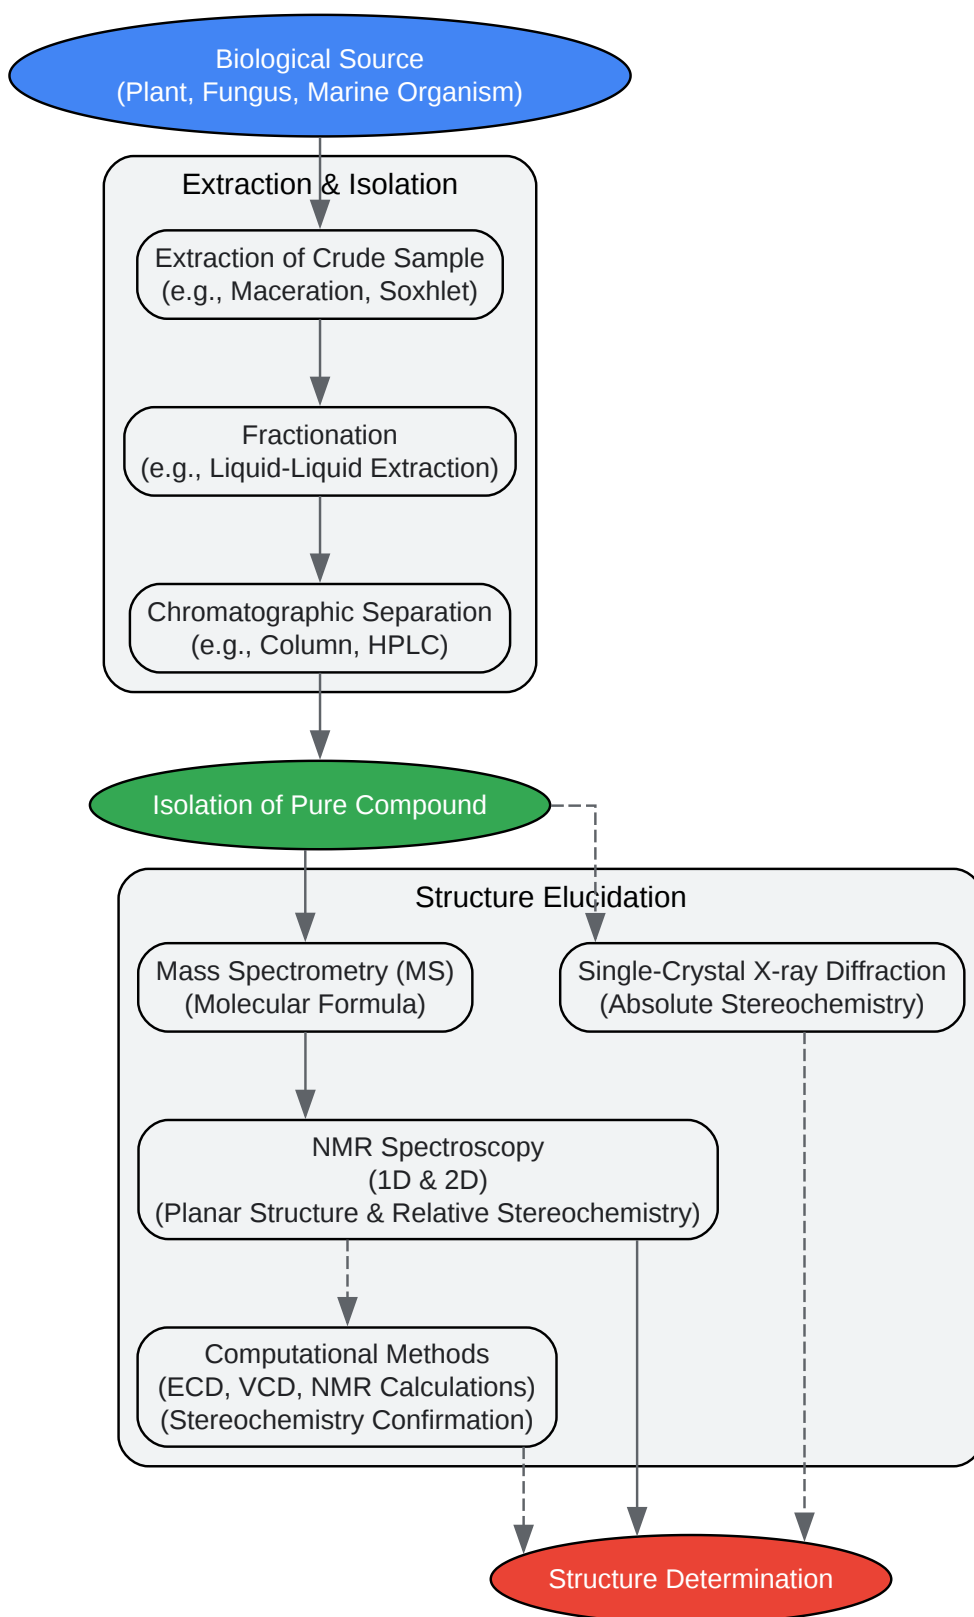 Biological Source
(Plant, Fungus, Marine Organism)
Extraction & Isolation
Extraction of Crude Sample
(e.g., Maceration, Soxhlet)
Fractionation
(e.g., Liquid-Liquid Extraction)
Chromatographic Separation
(e.g., Column, HPLC)
Isolation of Pure Compound
Structure Elucidation
Mass Spectrometry (MS)
(Molecular Formula)
Single-Crystal X-ray Diffraction
(Absolute Stereochemistry)
NMR Spectroscopy
(1D & 2D)
(Planar Structure & Relative Stereochemistry)
Computational Methods
(ECD, VCD, NMR Calculations)
(Stereochemistry Confirmation)
Structure Determination